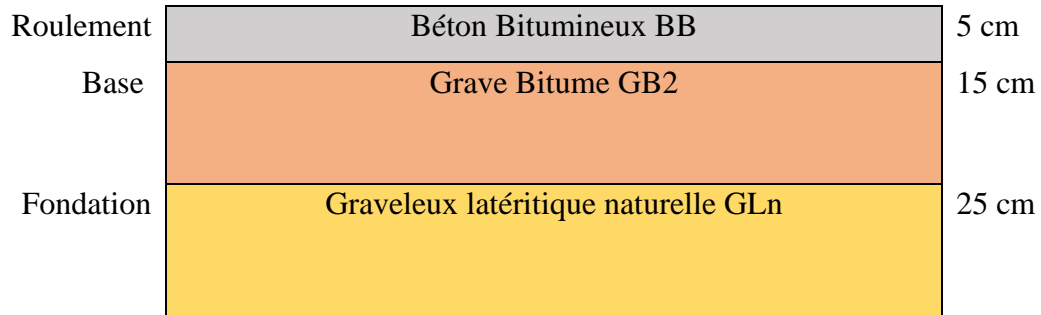 Roulement Béton Bitumineux BB 5 cm
Base Grave Bitume GB2 15 cm
Fondation Graveleux latéritique naturelle GLn 25 cm